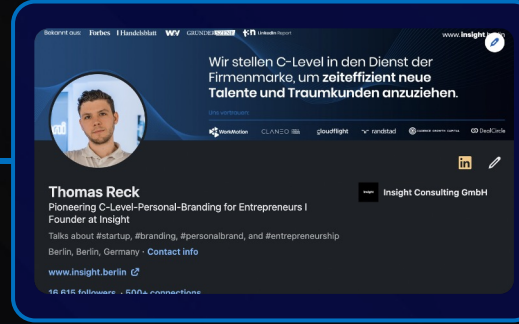 Bekannt aus: Forbes Handelsblatt WV GRÜNDERSZENE LinkedIn Report
www.insight
Wir stellen C-Level in den Dienst der
Firmenmarke, um zeiteffizient neue
Talente und Traumkunden anzuziehen.
Uns vertrauen:
WorkMotion CLANEO cloudflight randstad DealCircle
in
Thomas Reck
Pioneering C-Level-Personal-Branding for Entrepreneurs I
Founder at Insight
Insight Consulting GmbH
Talks about #startup, #branding, #personalbrand, and #entrepreneurship
Berlin, Berlin, Germany · Contact info
www.insight.berlin
16,615 followers · 500+ connections